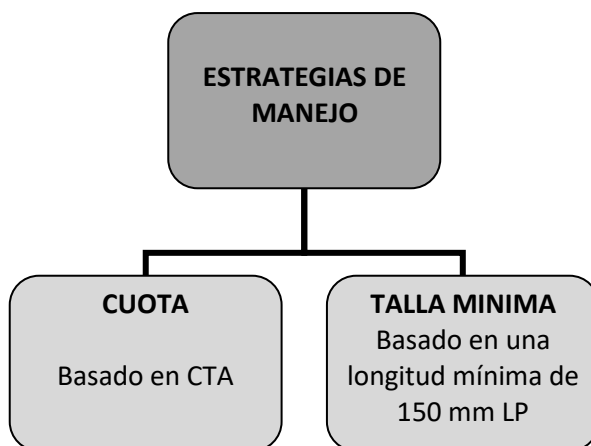 ESTRATEGIAS DE
MANEJO
CUOTA
Basado en CTA
TALLA MINIMA
Basado en una
longitud mínima de
150 mm LP